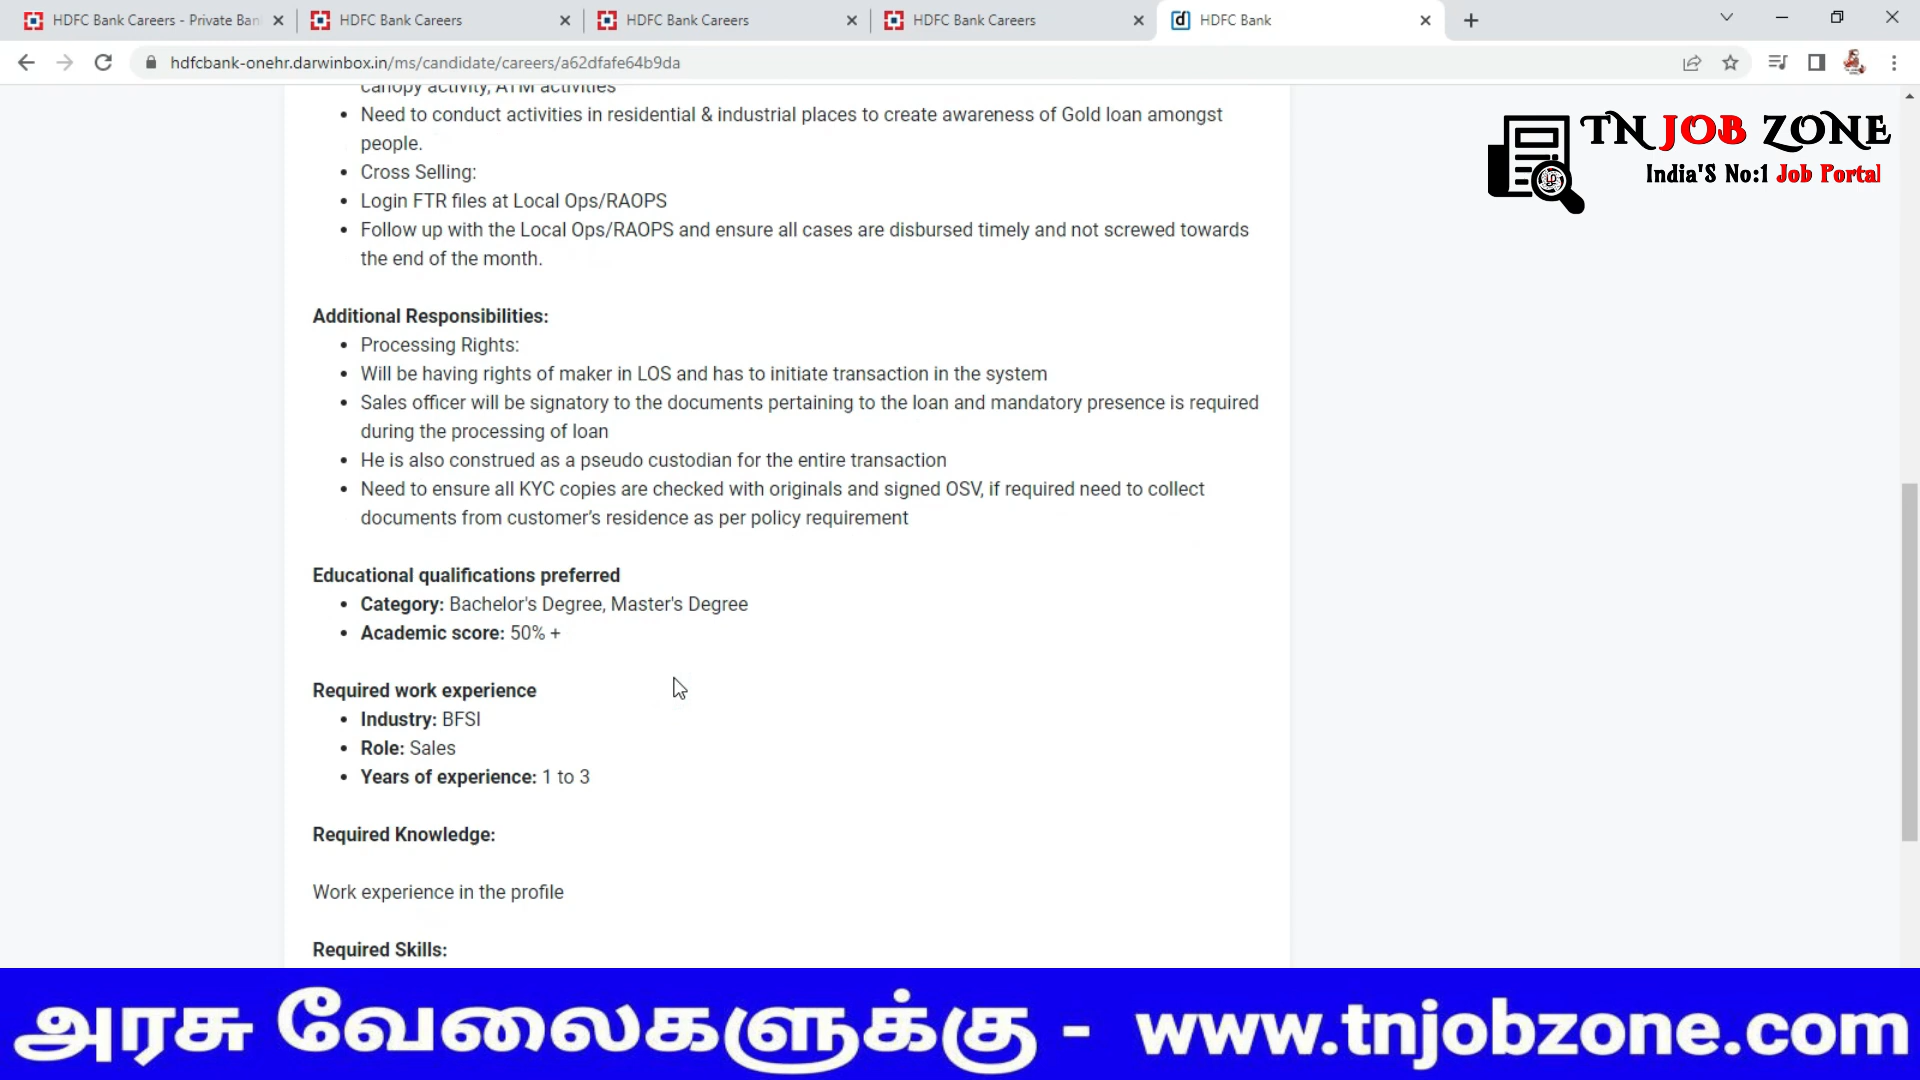 HDFC Bank Careers - Private Ban
HDFC Bank Careers
HDFC Bank Careers
HDFC Bank Careers
HDFC Bank
hdfcbank-onehr.darwinbox.in/ms/candidate/careers/a62dfafe64b9da
canopy activity, ATM activities
• Need to conduct activities in residential & industrial places to create awareness of Gold loan amongst
people.
• Cross Selling:
• Login FTR files at Local Ops/RAOPS
• Follow up with the Local Ops/RAOPS and ensure all cases are disbursed timely and not screwed towards
the end of the month.
TN JOB ZONE
India'S No:1 Job Portal
Additional Responsibilities:
• Processing Rights:
• Will be having rights of maker in LOS and has to initiate transaction in the system
• Sales officer will be signatory to the documents pertaining to the loan and mandatory presence is required
during the processing of loan
• He is also construed as a pseudo custodian for the entire transaction
• Need to ensure all KYC copies are checked with originals and signed OSV, if required need to collect
documents from customer’s residence as per policy requirement
Educational qualifications preferred
• Category: Bachelor's Degree, Master's Degree
• Academic score: 50% +
Required work experience
• Industry: BFSI
• Role: Sales
• Years of experience: 1 to 3
Required Knowledge:
Work experience in the profile
Required Skills:
அரசு வேலைகளுக்கு - www.tnjobzone.com